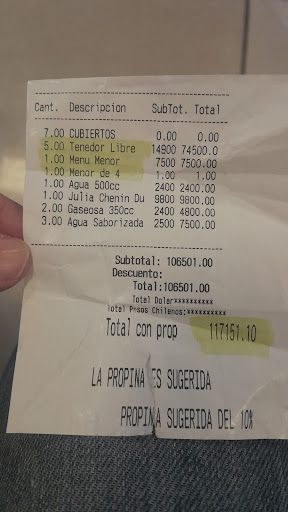 Cant. Descripcion SubTot. Total
7.00 CUBIERTOS 0.00 0.00
5.00 Tenedor Libre 14900 74500.0
1.00 Menu Menor 7500 7500.00
1.00 Menor de 4 1.00 1.00
1.00 Agua 500cc 2400 2400.00
1.00 Julia Chenin Du 9800 9800.00
2.00 Gaseosa 350cc 2400 4800.00
3.00 Agua Saborizada 2500 7500.00
Subtotal: 106501.00
Descuento:
Total:106501.00
Total Dolar**********
Total Pesos Chilenos:**********
Total con prop 117151.10
LA PROPINA ES SUGERIDA
PROPINA SUGERIDA DEL 10%